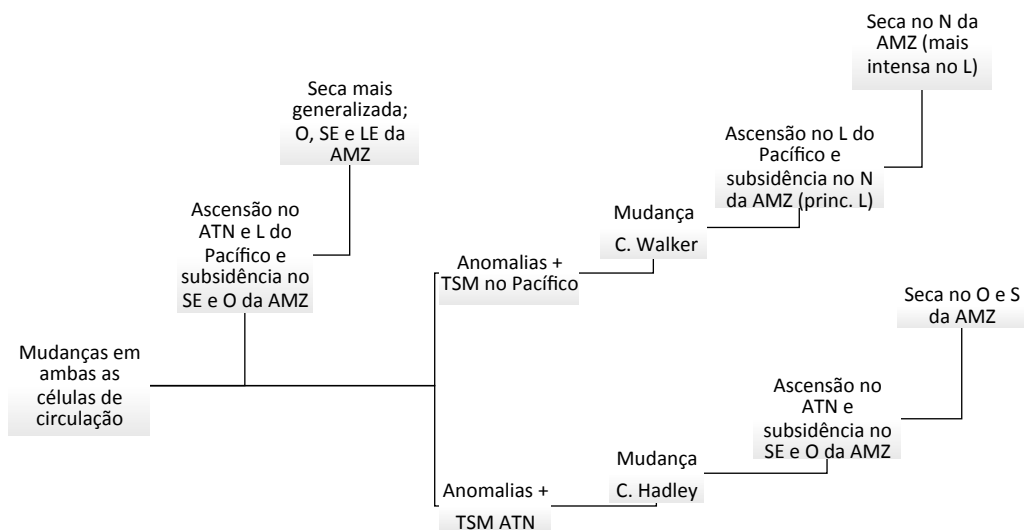 Mudanças em
ambas as
células de
circulação
Ascensão no
ATN e L do
Pacífico e
subsidência no
SE e O da AMZ
Seca mais
generalizada;
O, SE e LE da
AMZ
Anomalias +
TSM no Pacífico
Mudança
C. Walker
Ascensão no L do
Pacífico e
subsidência no N
da AMZ (princ. L)
Seca no N da
AMZ (mais
intensa no L)
Anomalias +
TSM ATN
Mudança
C. Hadley
Ascensão no
ATN e
subsidência no
SE e O da AMZ
Seca no O e S
da AMZ